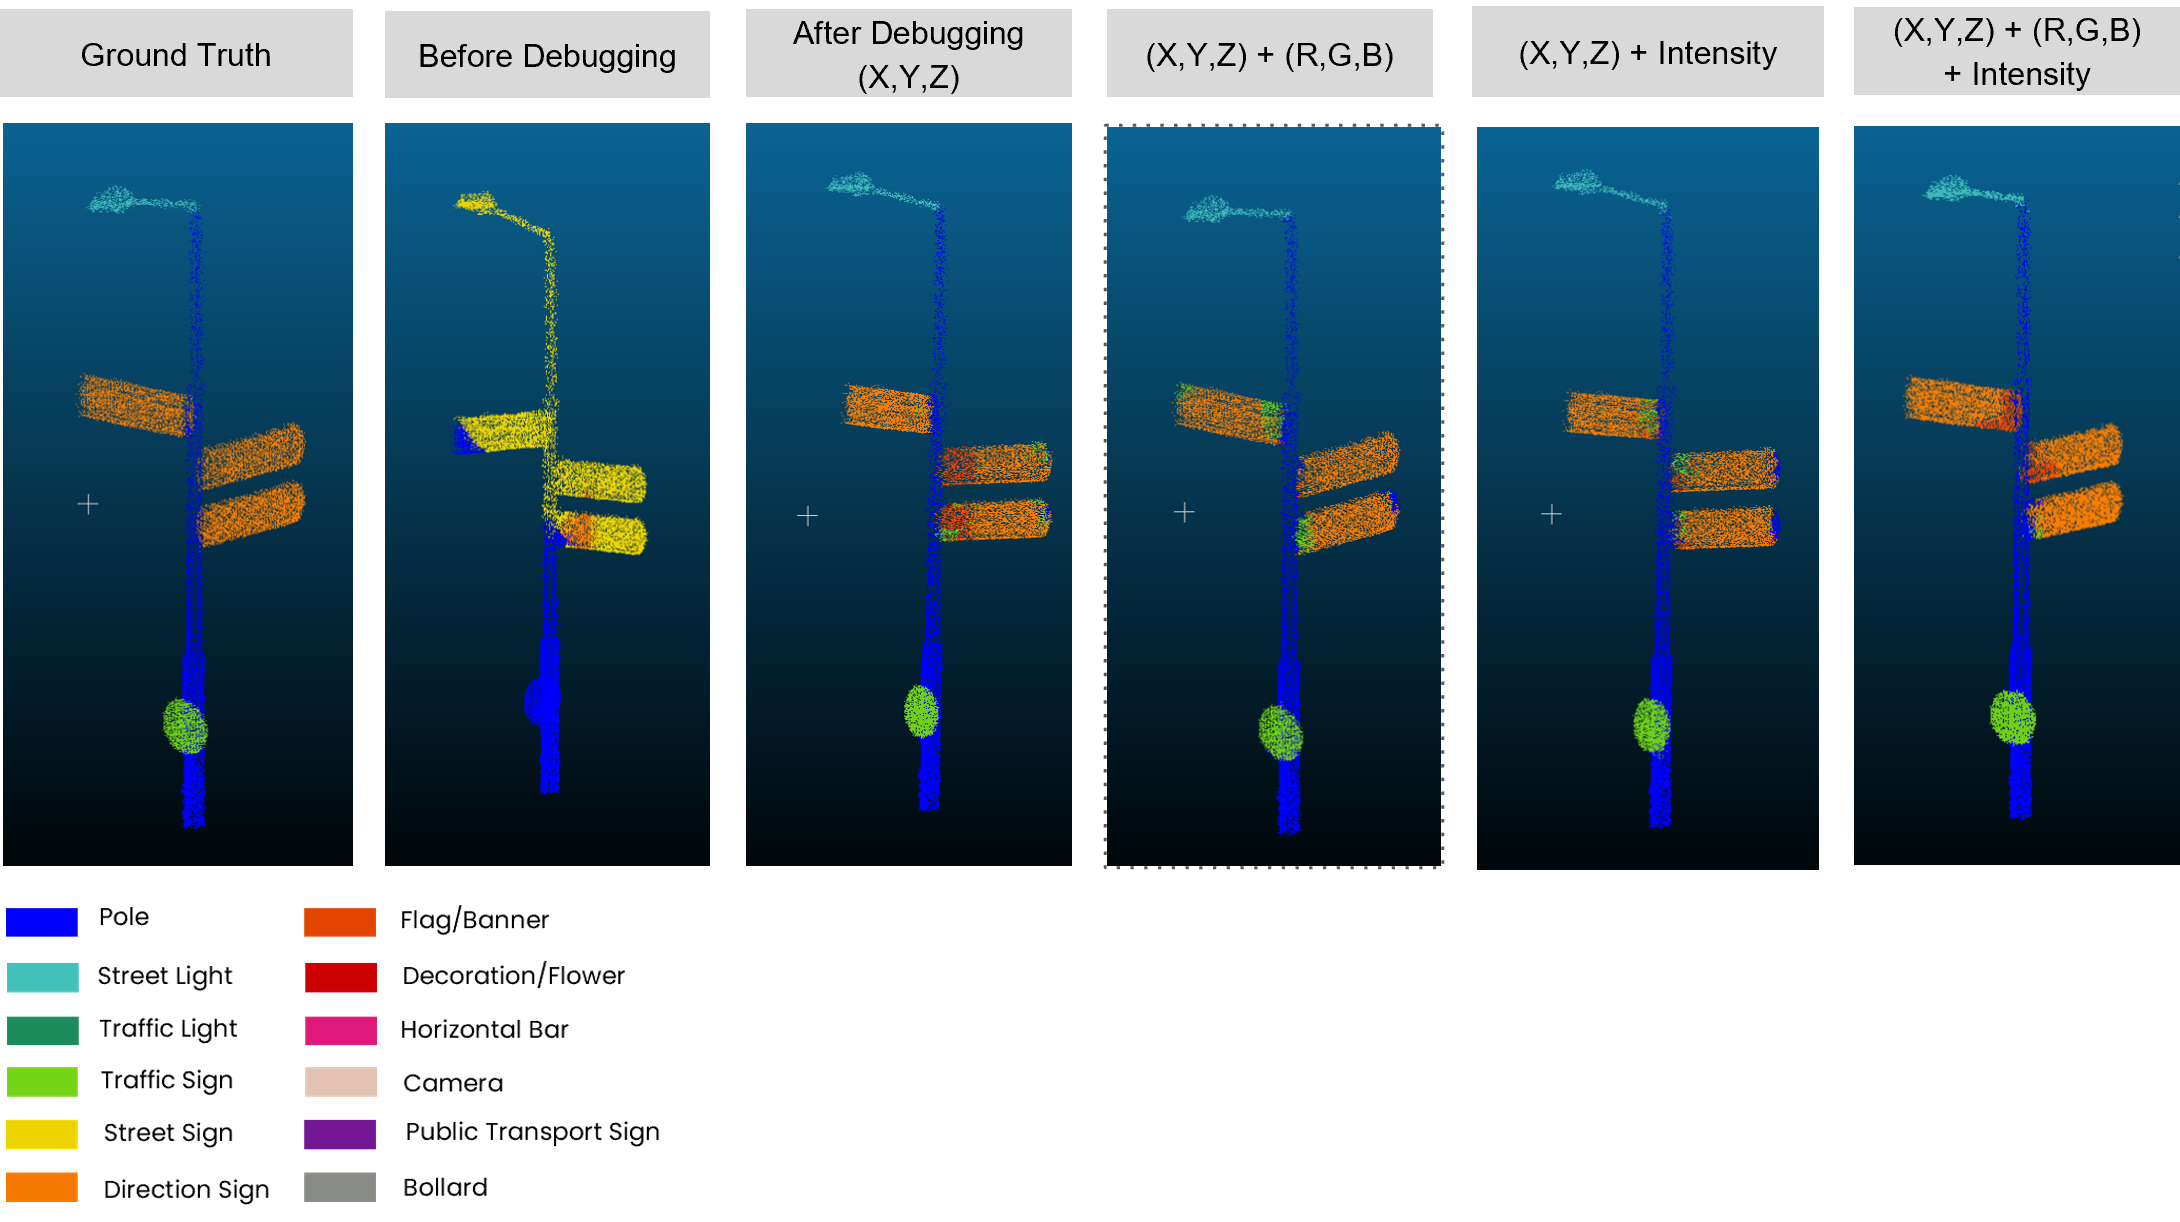 Ground Truth
Before Debugging
After Debugging
(X,Y,Z)
(X,Y,Z) + (R,G,B)
(X,Y,Z) + Intensity
(X,Y,Z) + (R,G,B)
+ Intensity
Pole
Street Light
Traffic Light
Traffic Sign
Street Sign
Direction Sign
Flag/Banner
Decoration/Flower
Horizontal Bar
Camera
Public Transport Sign
Bollard